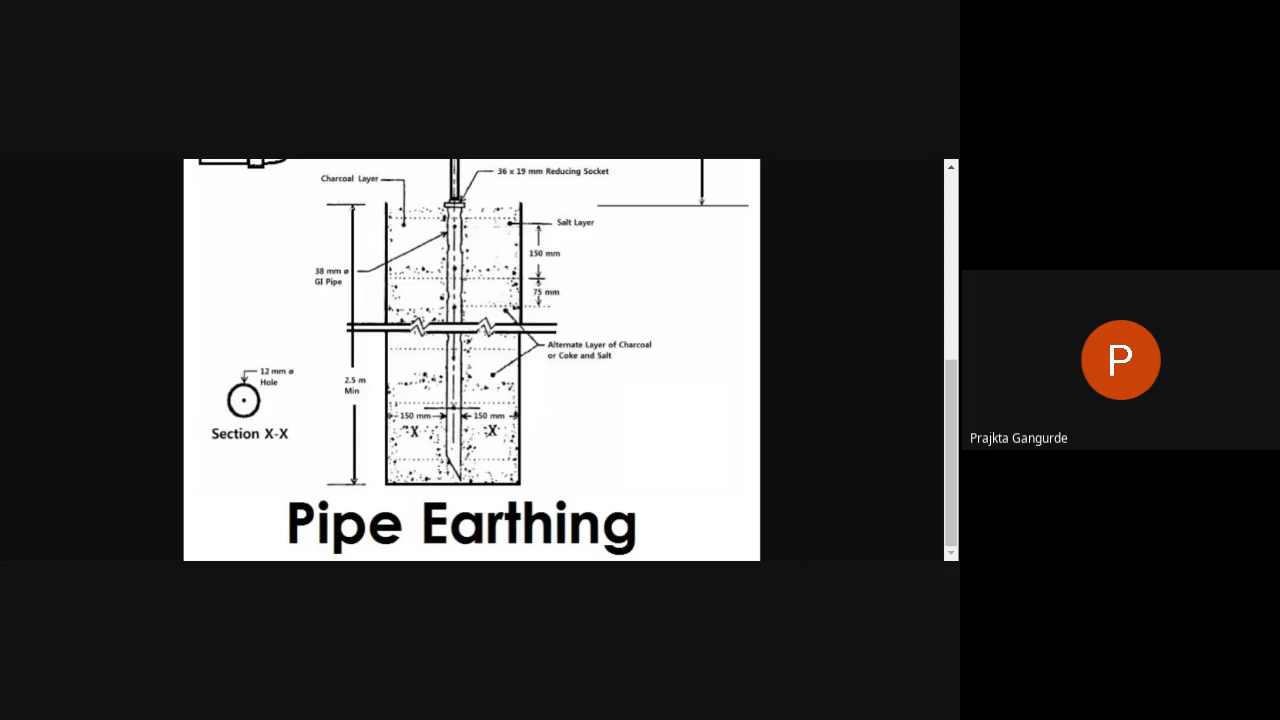 36 x 19 mm Reducing Socket
Charcoal Layer
Salt Layer
150 mm
38 mm ø
GI Pipe
75 mm
Alternate Layer of Charcoal
or Coke and Salt
12 mm ø
Hole
2.5 m
Min
150 mm
150 mm
X
X
Section X-X
Pipe Earthing
P
Prajkta Gangurde